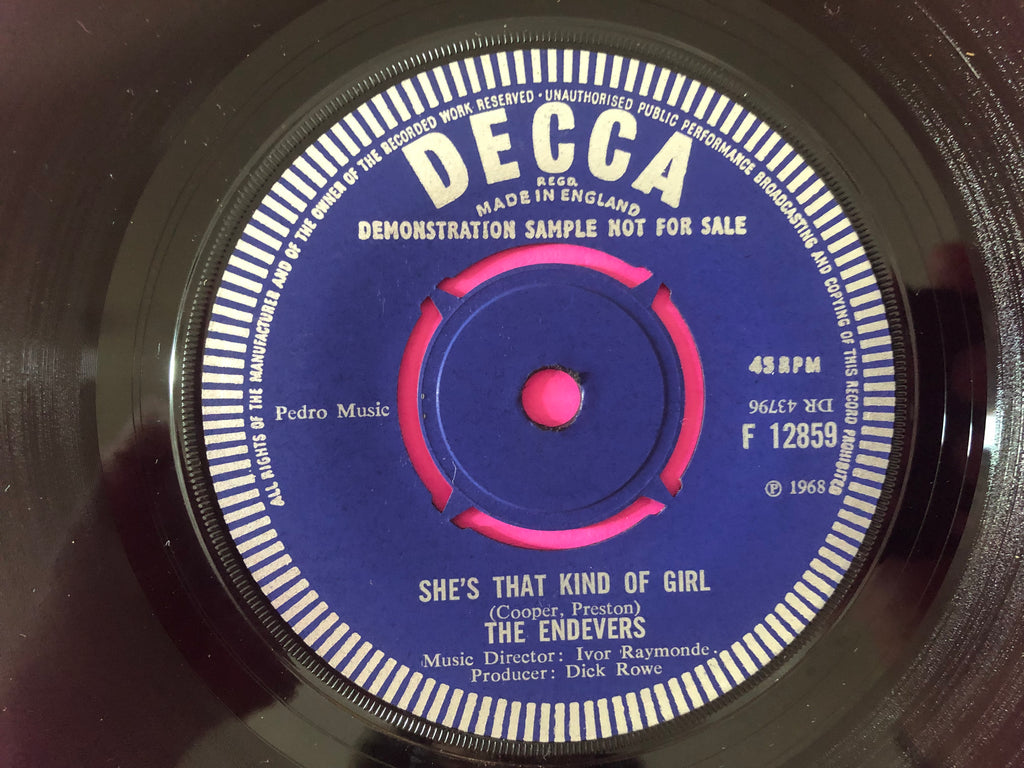 ALL RIGHTS OF THE MANUFACTURER AND OF THE OWNER OF THE RECORDED WORK RESERVED · UNAUTHORISED PUBLIC PERFORMANCE BROADCASTING AND COPYING OF THIS RECORD PROHIBITED
DECCA
REGD.
MADE IN ENGLAND
DEMONSTRATION SAMPLE NOT FOR SALE
45 RPM
Pedro Music
DR 43796
F 12859
℗ 1968
SHE'S THAT KIND OF GIRL
(Cooper, Preston)
THE ENDEVERS
Music Director: Ivor Raymonde.
Producer: Dick Rowe